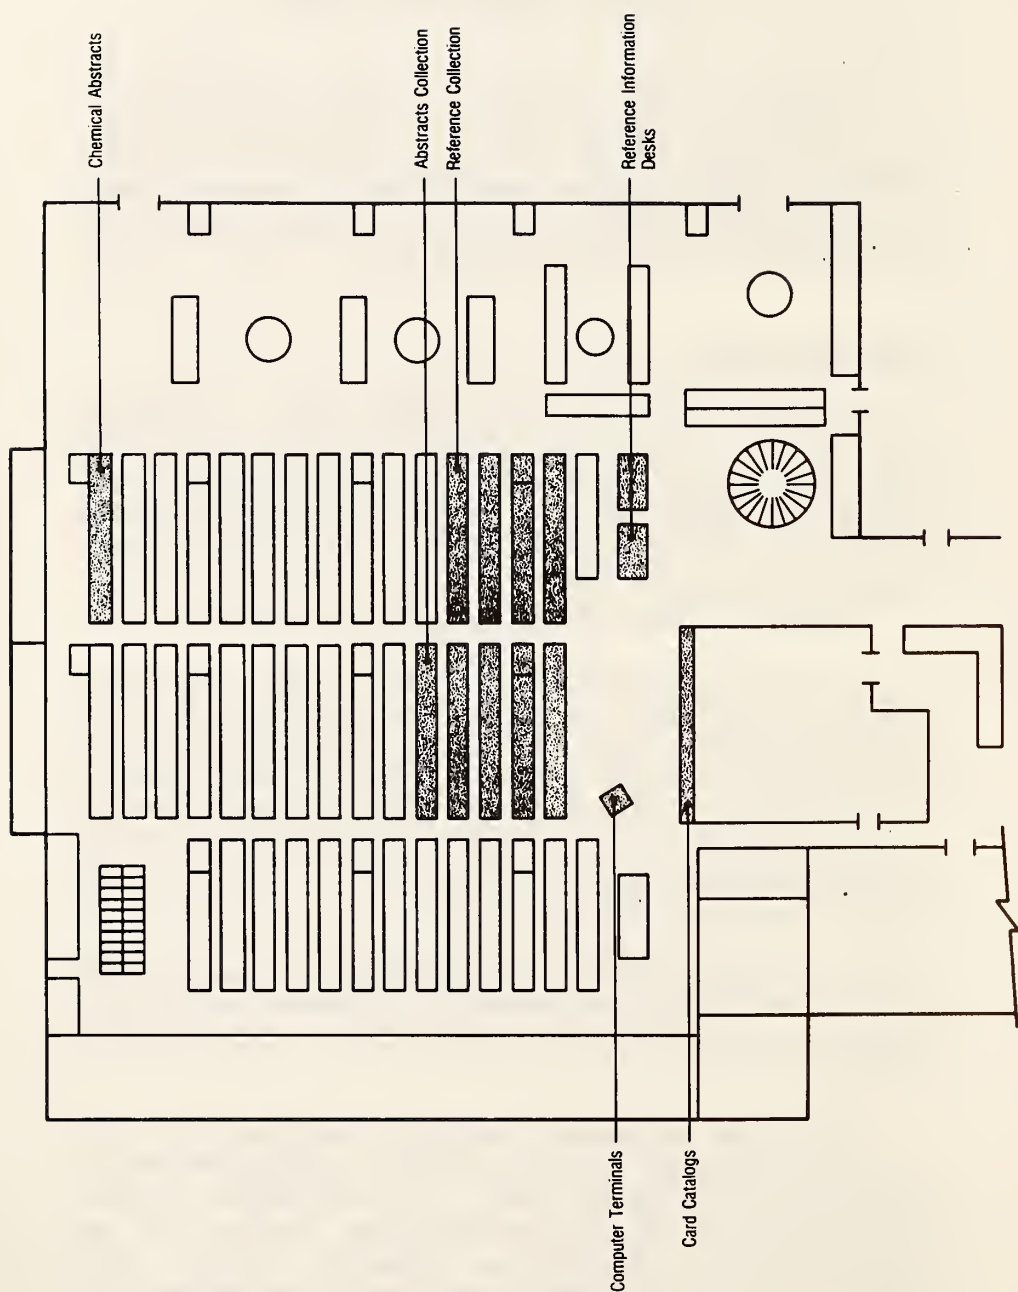 Chemical Abstracts
Abstracts Collection
Reference Collection
Reference Information
Desks
Computer Terminals
Card Catalogs